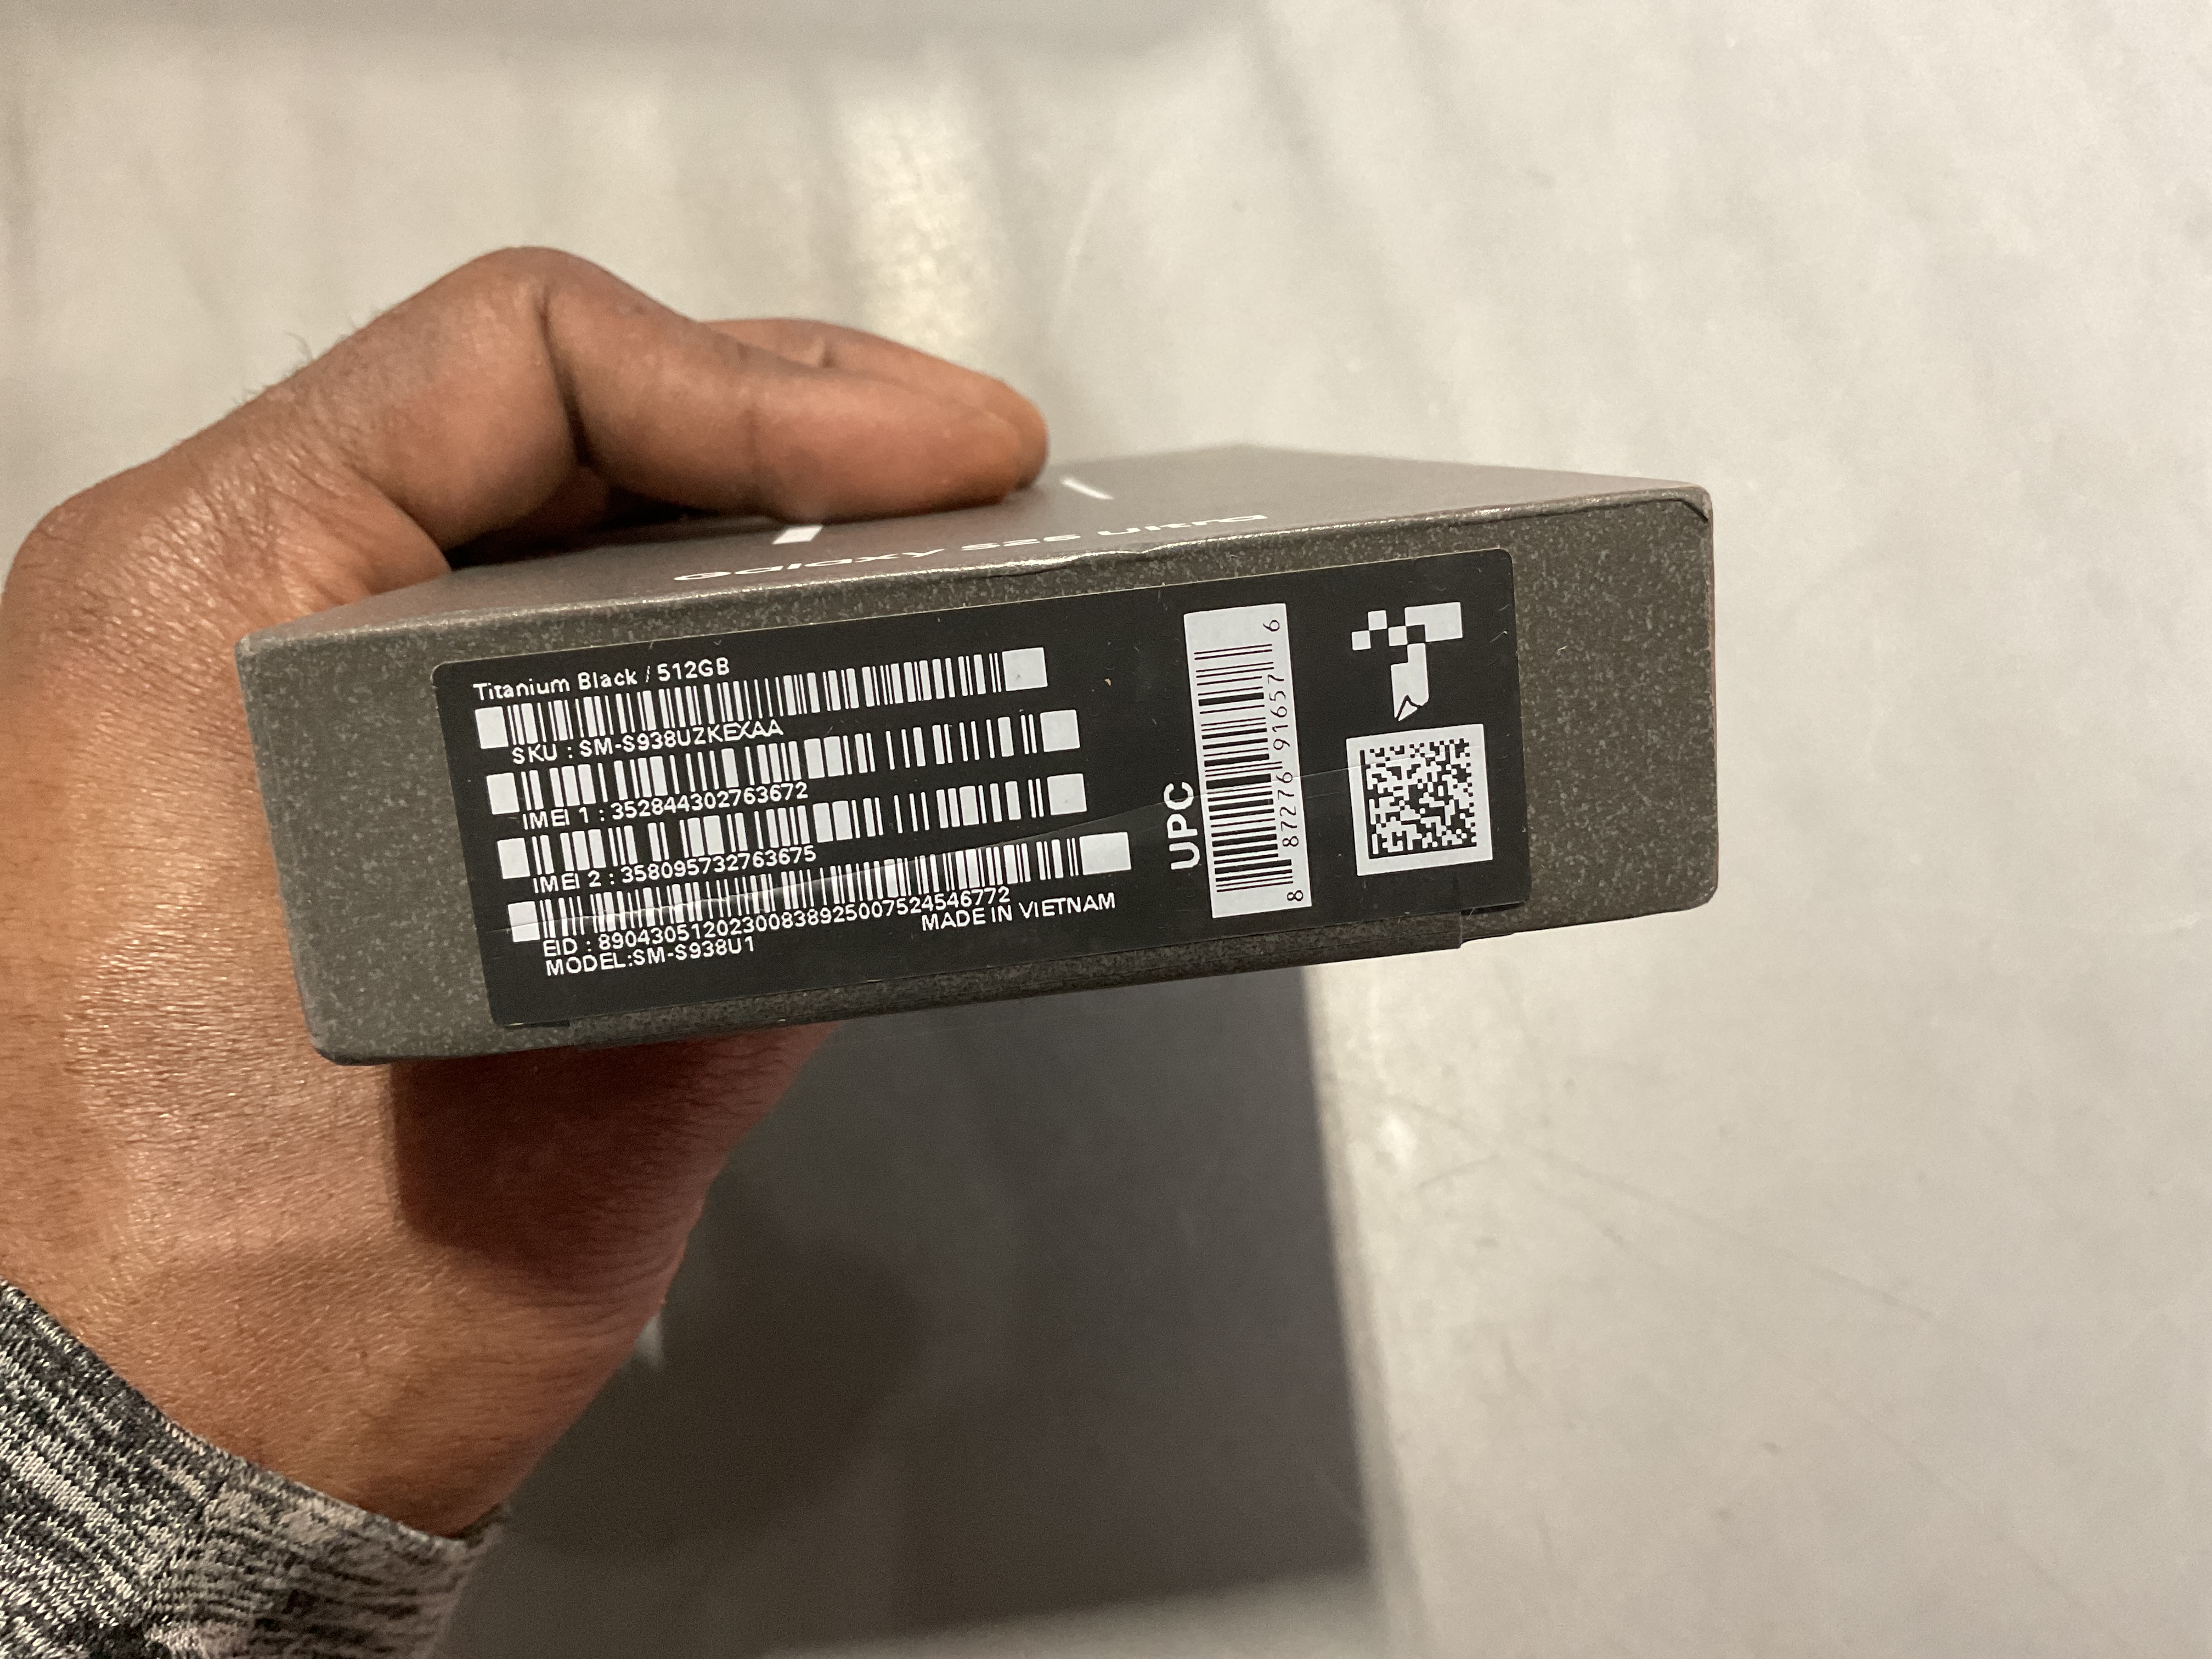 Galaxy S25 Ultra
Titanium Black / 512GB
SKU : SM-S938UZKEXAA
IMEI 1 : 352844302763672
IMEI 2 : 358095732763675
EID : 89043051202300838925007524546772
MODEL:SM-S938U1
MADE IN VIETNAM
UPC
8 87276 91657 6